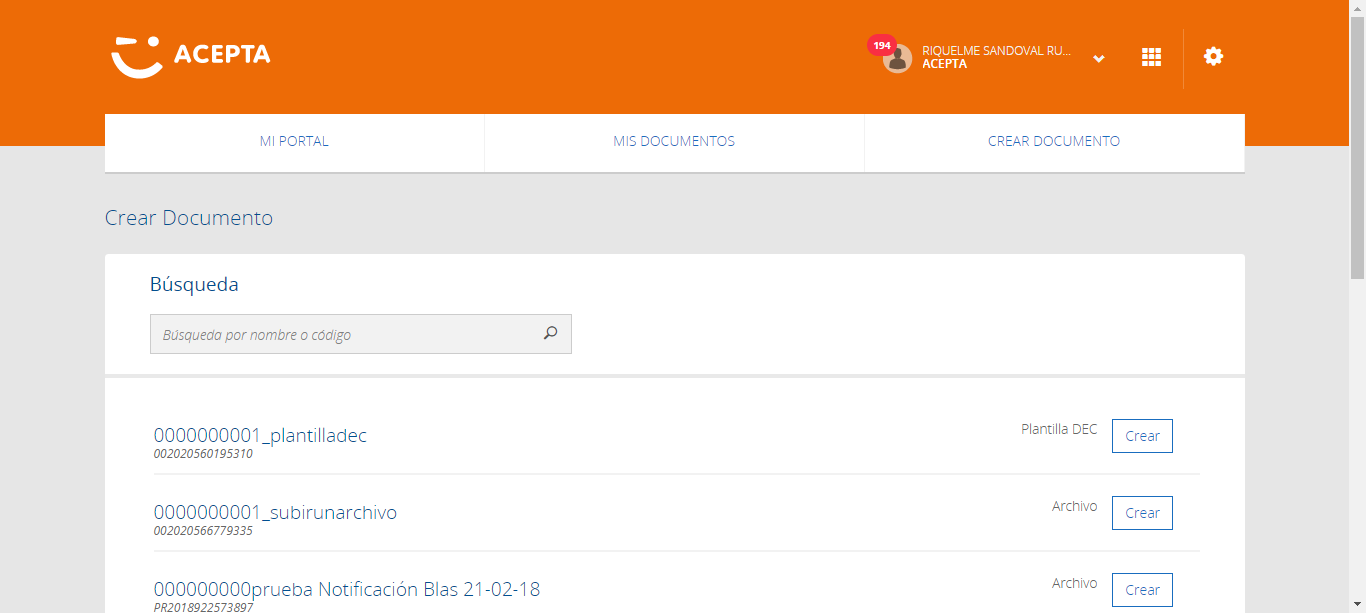 ACEPTA
194
RIQUELME SANDOVAL RU...
ACEPTA
MI PORTAL
MIS DOCUMENTOS
CREAR DOCUMENTO
Crear Documento
Búsqueda
Búsqueda por nombre o código
0000000001_plantilladec
Plantilla DEC
Crear
002020560195310
0000000001_subirunarchivo
Archivo
Crear
002020566779335
000000000prueba Notificación Blas 21-02-18
Archivo
Crear
PR2018922573897